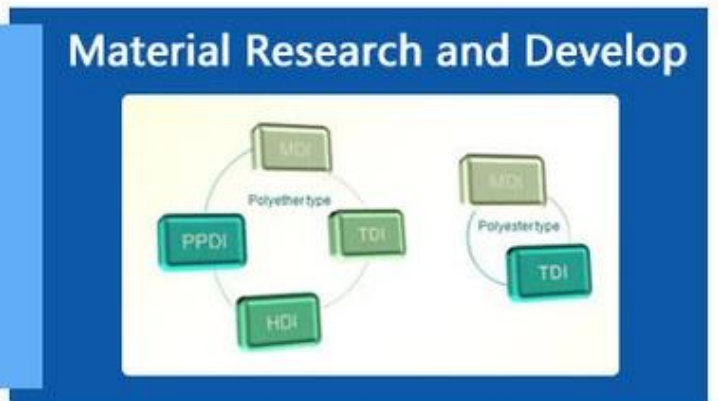 Material Research and Develop
MDI
Polyether type
PPDI
TDI
HDI
MDI
Polyester type
TDI